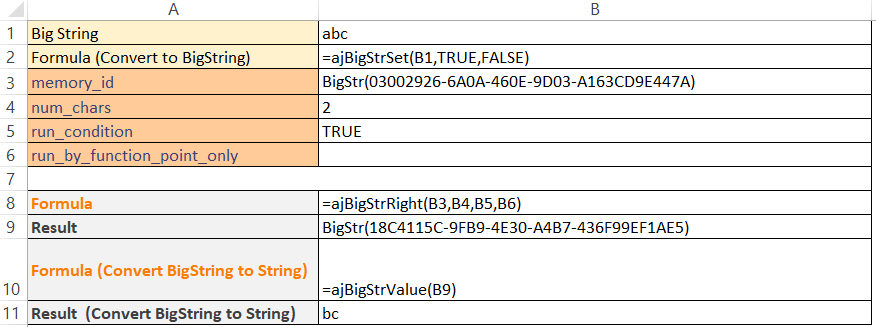 A B
1 Big String abc
2 Formula (Convert to BigString) =ajBigStrSet(B1,TRUE,FALSE)
3 memory_id BigStr(03002926-6A0A-460E-9D03-A163CD9E447A)
4 num_chars 2
5 run_condition TRUE
6 run_by_function_point_only
7
8 Formula =ajBigStrRight(B3,B4,B5,B6)
9 Result BigStr(18C4115C-9FB9-4E30-A4B7-436F99EF1AE5)
10 Formula (Convert BigString to String) =ajBigStrValue(B9)
11 Result  (Convert BigString to String) bc